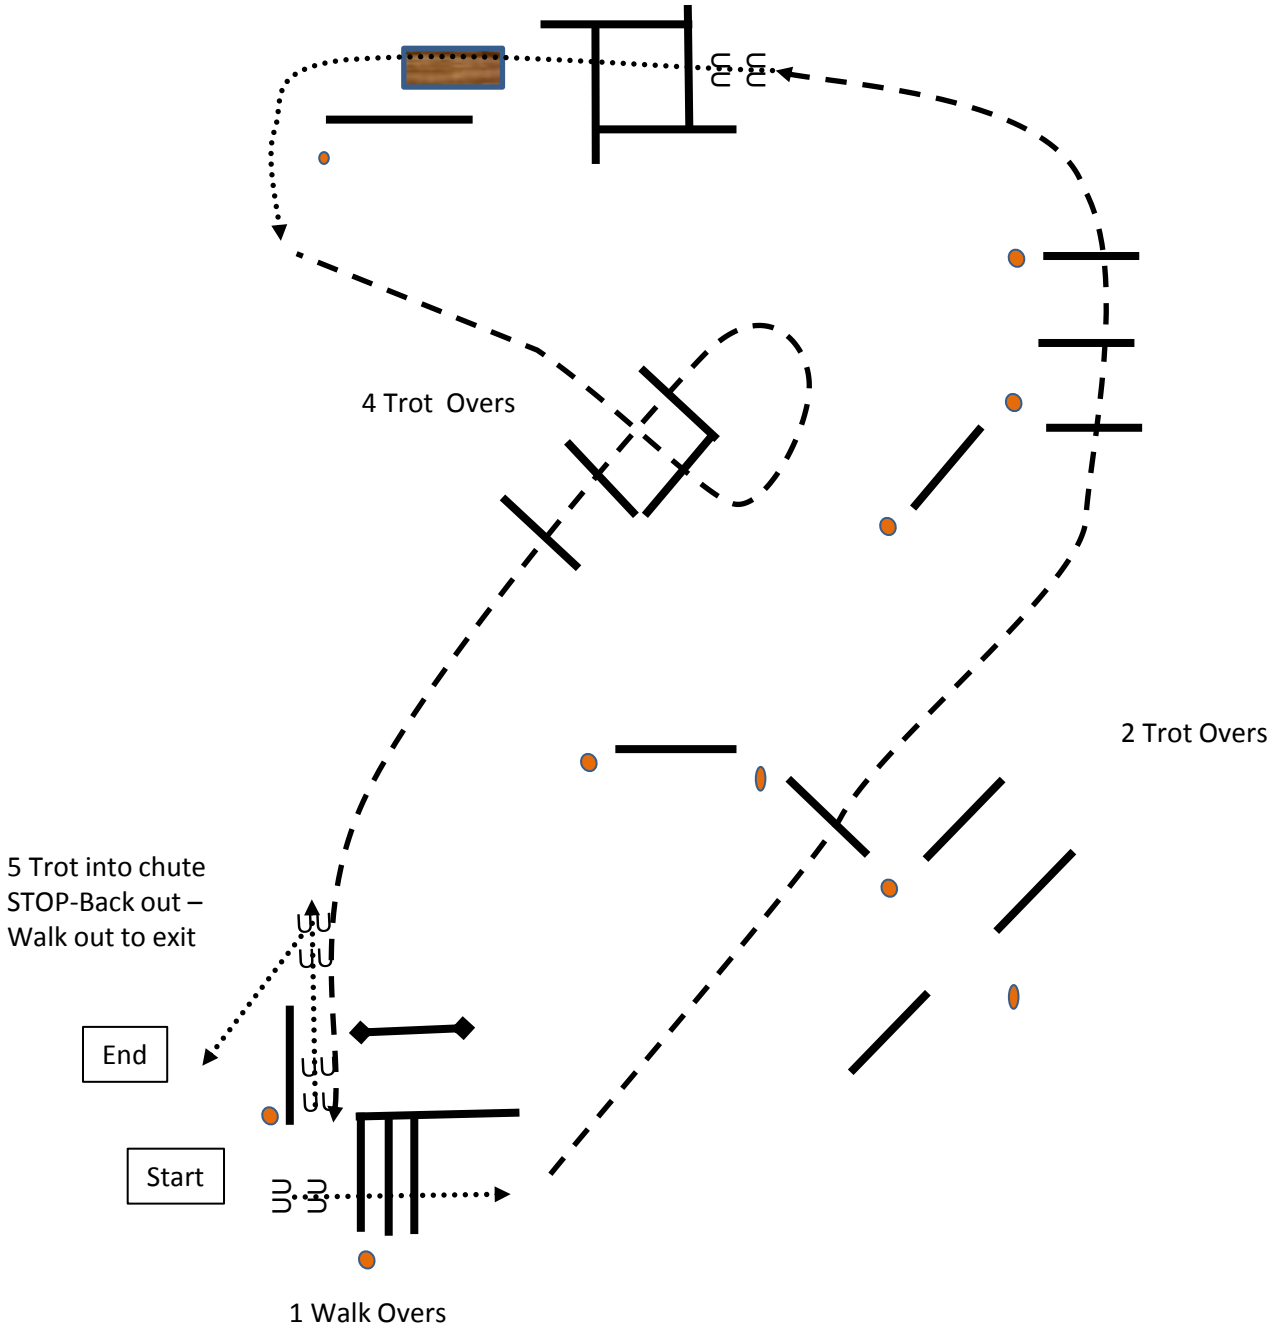 4 Trot  Overs
2 Trot Overs
5 Trot into chute
STOP-Back out –
Walk out to exit
End
Start
1 Walk Overs